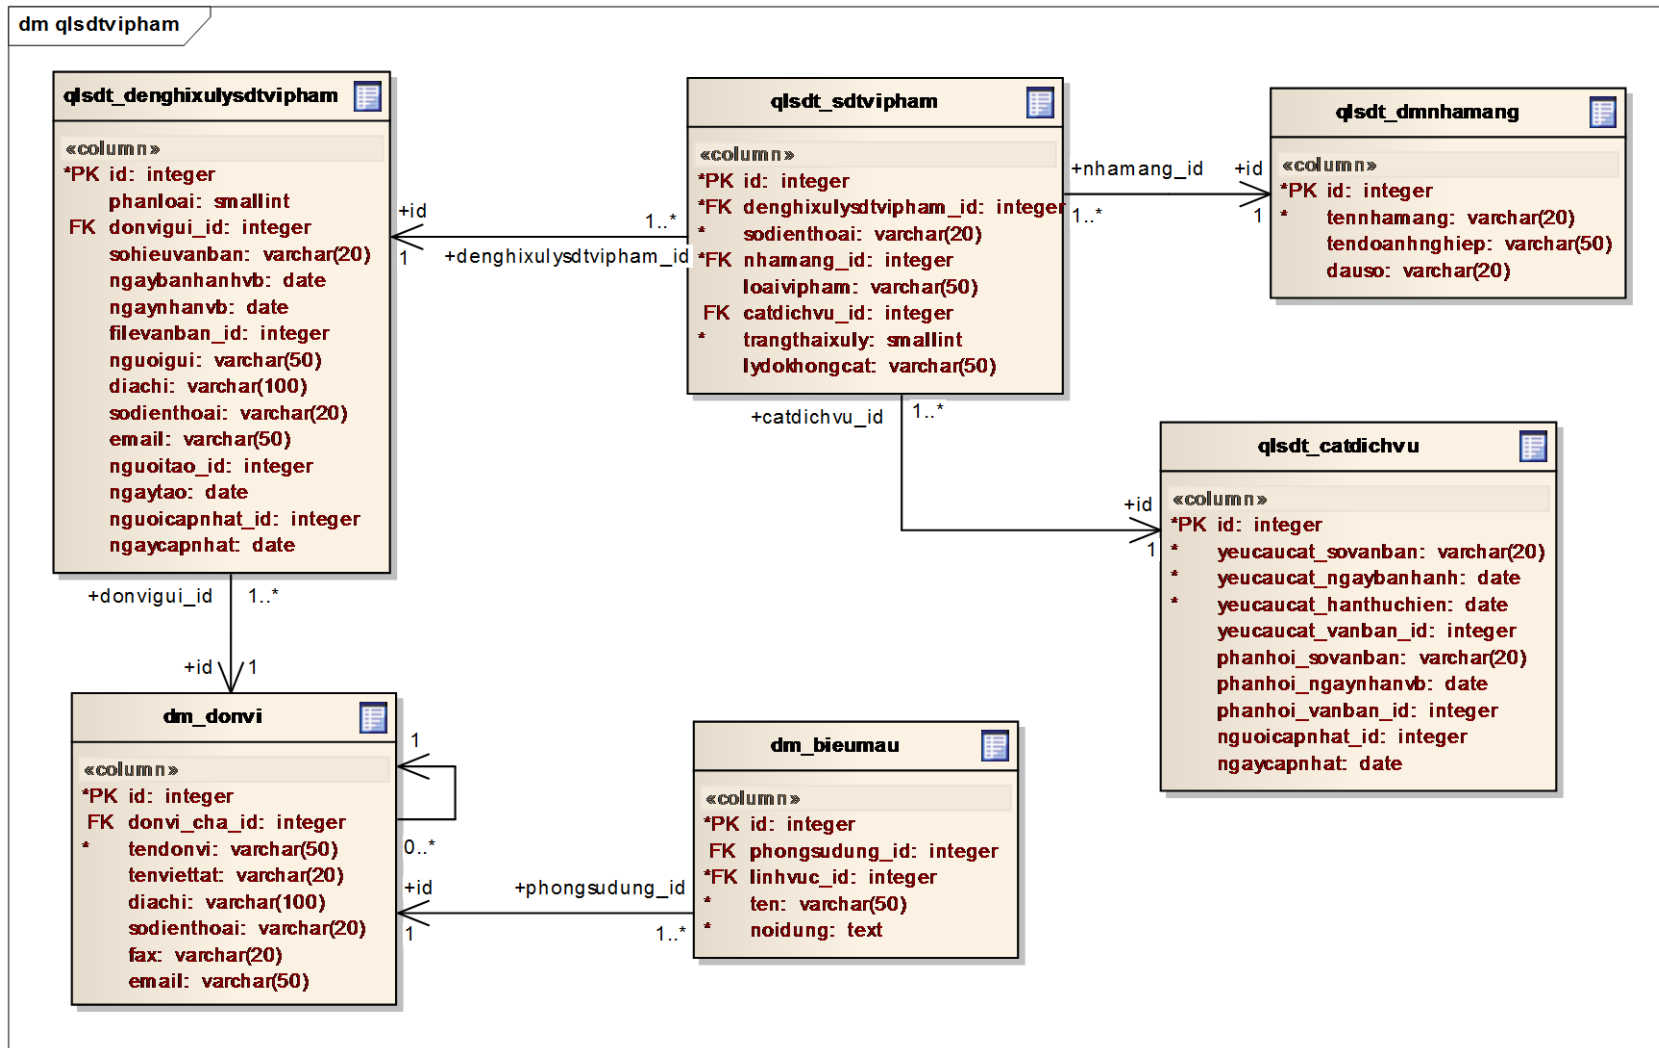 dm qlsdtvipham
qlsdt_denghixulysdtvipham
«column»
*PK id: integer
phanloai: smallint
FK donvigui_id: integer
sohieuvanban: varchar(20)
ngaybanhanhvb: date
ngaynhanvb: date
filevanban_id: integer
nguoigui: varchar(50)
diachi: varchar(100)
sodienthoai: varchar(20)
email: varchar(50)
nguoitao_id: integer
ngaytao: date
nguoicapnhat_id: integer
ngaycapnhat: date
+id
1
1..*
+denghixulysdtvipham_id
qlsdt_sdtvipham
«column»
*PK id: integer
*FK denghixulysdtvipham_id: integer
* sodienthoai: varchar(20)
*FK nhamang_id: integer
loaivipham: varchar(50)
FK catdichvu_id: integer
* trangthaixuly: smallint
lydokhongcat: varchar(50)
+nhamang_id
1..*
+id
1
qlsdt_dmnhamang
«column»
*PK id: integer
* tennhamang: varchar(20)
tendoanhnghiep: varchar(50)
dauso: varchar(20)
+catdichvu_id
1..*
+id
1
qlsdt_catdichvu
«column»
*PK id: integer
* yeucaucat_sovanban: varchar(20)
* yeucaucat_ngaybanhanh: date
* yeucaucat_hanthuchien: date
yeucaucat_vanban_id: integer
phanhoi_sovanban: varchar(20)
phanhoi_ngaynhanvb: date
phanhoi_vanban_id: integer
nguoicapnhat_id: integer
ngaycapnhat: date
+donvigui_id
1..*
+id
1
dm_donvi
«column»
*PK id: integer
FK donvi_cha_id: integer
* tendonvi: varchar(50)
tenviettat: varchar(20)
diachi: varchar(100)
sodienthoai: varchar(20)
fax: varchar(20)
email: varchar(50)
1
0..*
+id
1
+phongsudung_id
1..*
dm_bieumau
«column»
*PK id: integer
FK phongsudung_id: integer
*FK linhvuc_id: integer
* ten: varchar(50)
* noidung: text